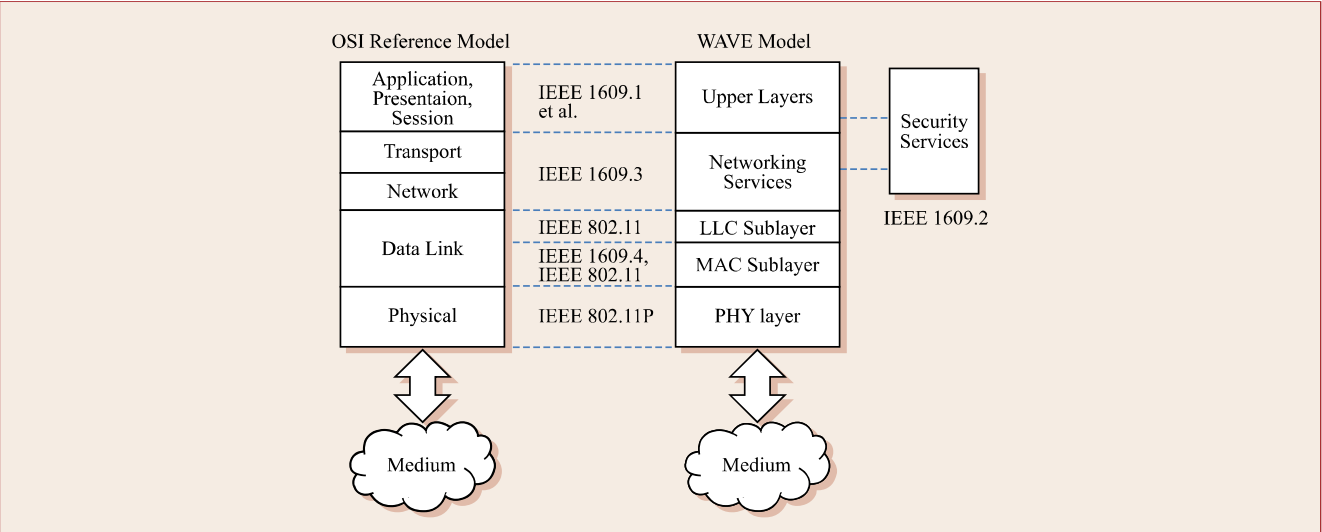 OSI Reference Model
WAVE Model
Application,
Presentaion,
Session
Transport
Network
Data Link
Physical
IEEE 1609.1
et al.
IEEE 1609.3
IEEE 802.11
IEEE 1609.4,
IEEE 802.11
IEEE 802.11P
Upper Layers
Networking
Services
LLC Sublayer
MAC Sublayer
PHY layer
Security
Services
IEEE 1609.2
Medium
Medium